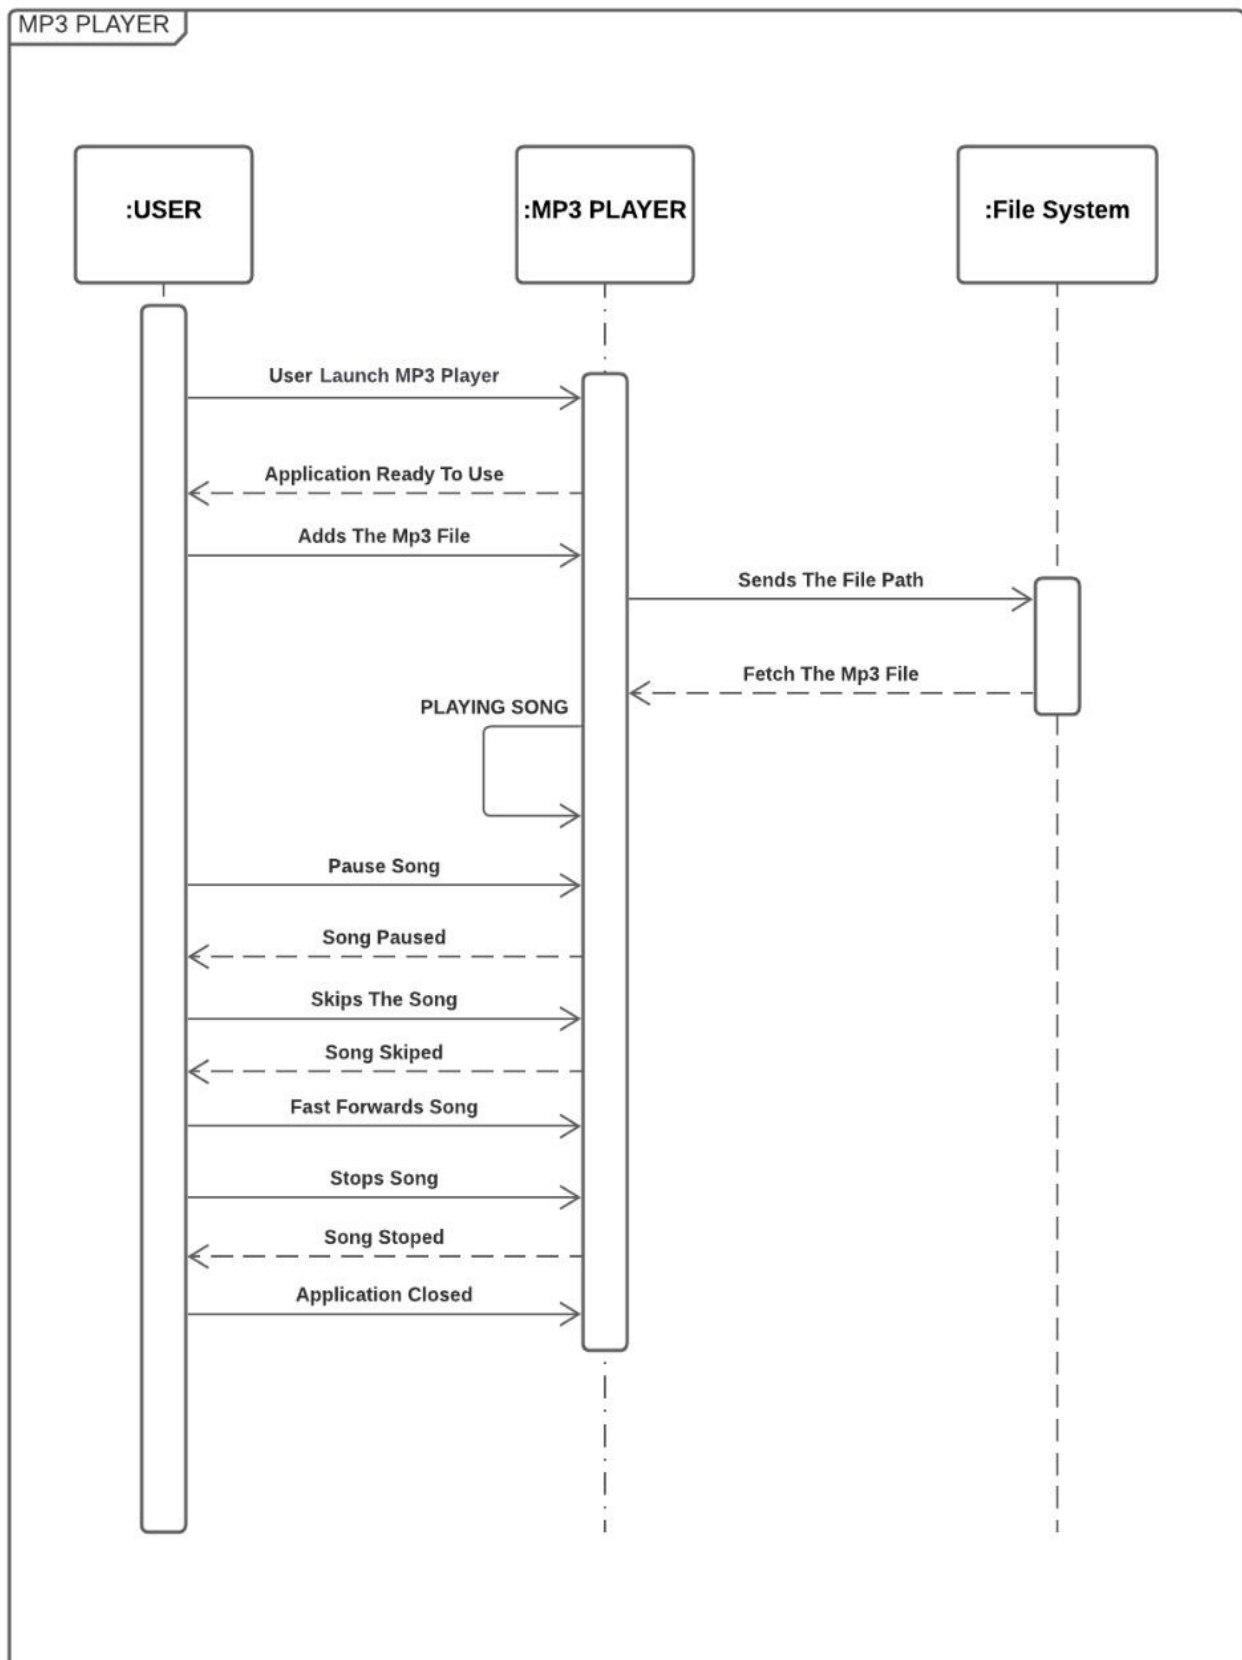 MP3 PLAYER
:USER
:MP3 PLAYER
:File System
User Launch MP3 Player
Application Ready To Use
Adds The Mp3 File
Sends The File Path
Fetch The Mp3 File
PLAYING SONG
Pause Song
Song Paused
Skips The Song
Song Skiped
Fast Forwards Song
Stops Song
Song Stoped
Application Closed